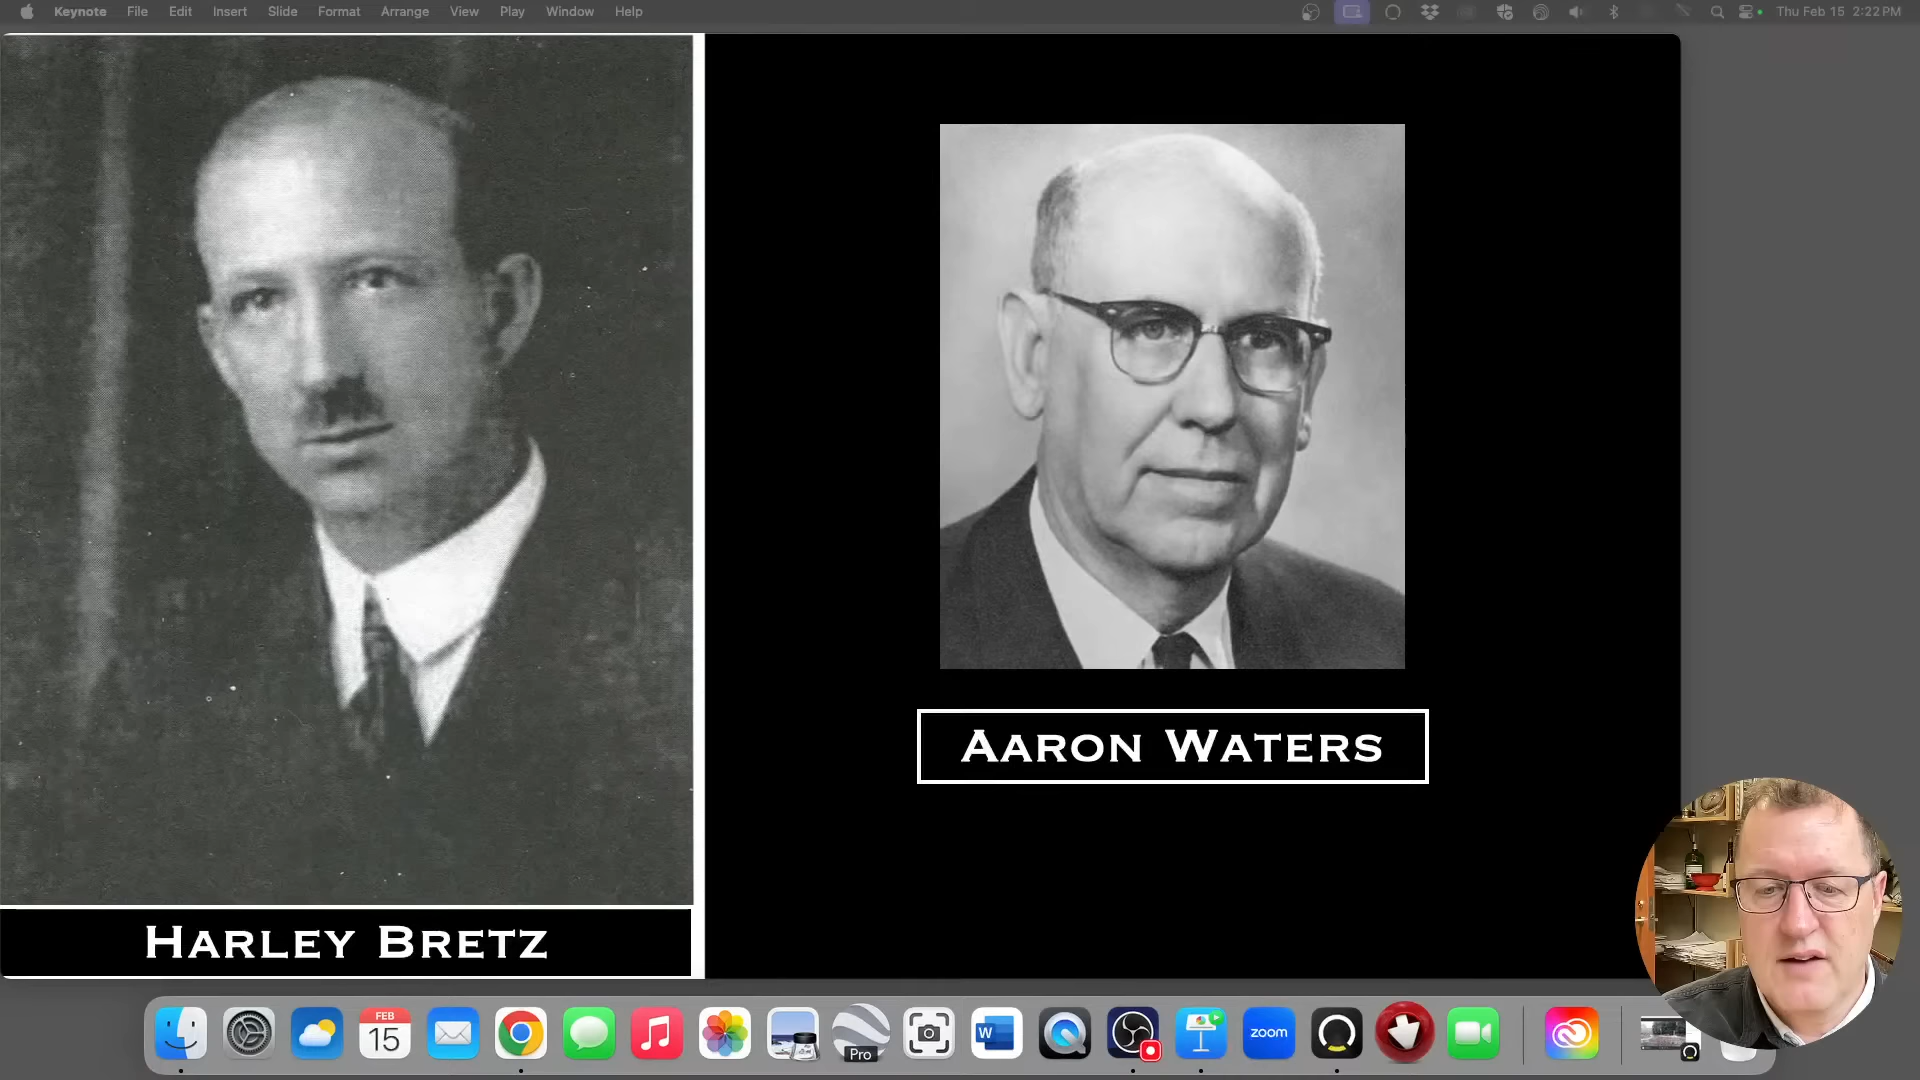 Keynote File Edit Insert Slide Format Arrange View Play Window Help Thu Feb 15 2:22 PM
Aaron Waters
Harley Bretz
FEB
15
Pro
W
zoom